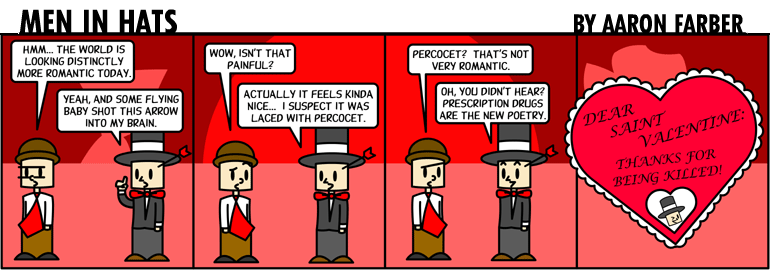 MEN IN HATS
BY AARON FARBER
HMM... THE WORLD IS
LOOKING DISTINCTLY
MORE ROMANTIC TODAY.
YEAH, AND SOME FLYING
BABY SHOT THIS ARROW
INTO MY BRAIN.
WOW, ISN'T THAT
PAINFUL?
ACTUALLY IT FEELS KINDA
NICE... I SUSPECT IT WAS
LACED WITH PERCOCET.
PERCOCET? THAT'S NOT
VERY ROMANTIC.
OH, YOU DIDN'T HEAR?
PRESCRIPTION DRUGS
ARE THE NEW POETRY.
DEAR
SAINT
VALENTINE:
THANKS FOR
BEING KILLED!